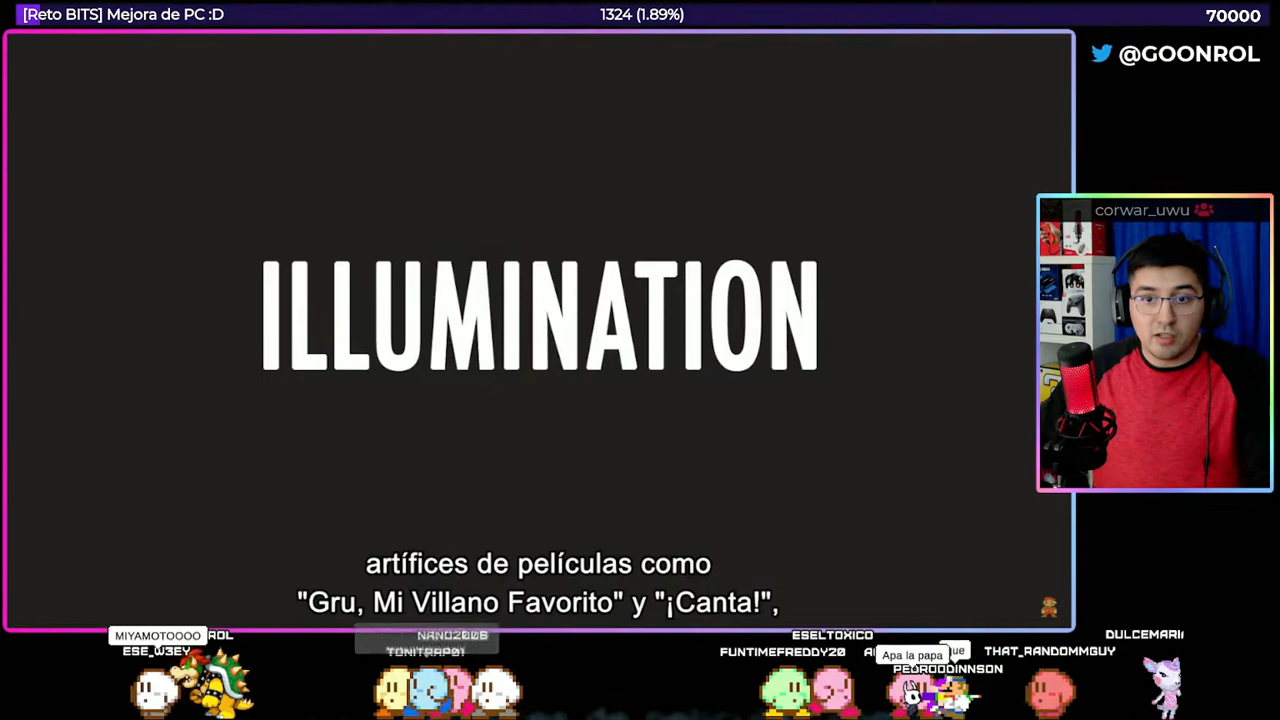 [Reto BITS] Mejora de PC :D
1324 (1.89%)
70000
@GOONROL
corwar_uwu
ILLUMINATION
artífices de películas como
"Gru, Mi Villano Favorito" y "¡Canta!",
MIYAMOTOOOO
ESE_W3EY
NANO2006
TONITRAP01
ESELTOXICO
FUNTIMEFREDDY20
Apa la papa
PEDRODDINNSON
THAT_RANDOMMGUY
DULCEMARII